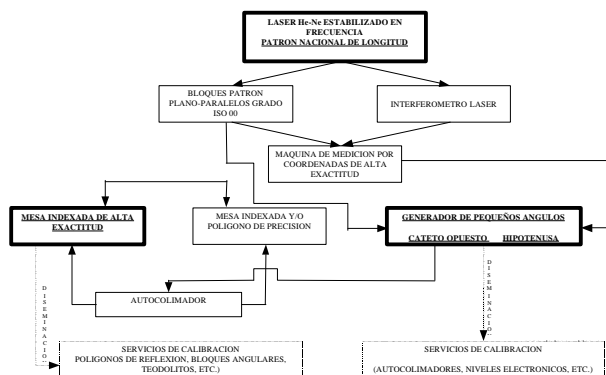 LASER He-Ne ESTABILIZADO EN
FRECUENCIA
PATRON NACIONAL DE LONGITUD
BLOQUES PATRON
PLANO-PARALELOS GRADO
ISO 00
INTERFEROMETRO LASER
MAQUINA DE MEDICION POR
COORDENADAS DE ALTA
EXACTITUD
MESA INDEXADA DE ALTA
EXACTITUD
MESA INDEXADA Y/O
POLIGONO DE PRECISION
GENERADOR DE PEQUEÑOS ANGULOS
CATETO OPUESTO HIPOTENUSA
AUTOCOLIMADOR
DISEMINACIO
DISEMINACIO
SERVICIOS DE CALIBRACION
POLIGONOS DE REFLEXION, BLOQUES ANGULARES,
TEODOLITOS, ETC.)
SERVICIOS DE CALIBRACION
(AUTOCOLIMADORES, NIVELES ELECTRONICOS, ETC.)